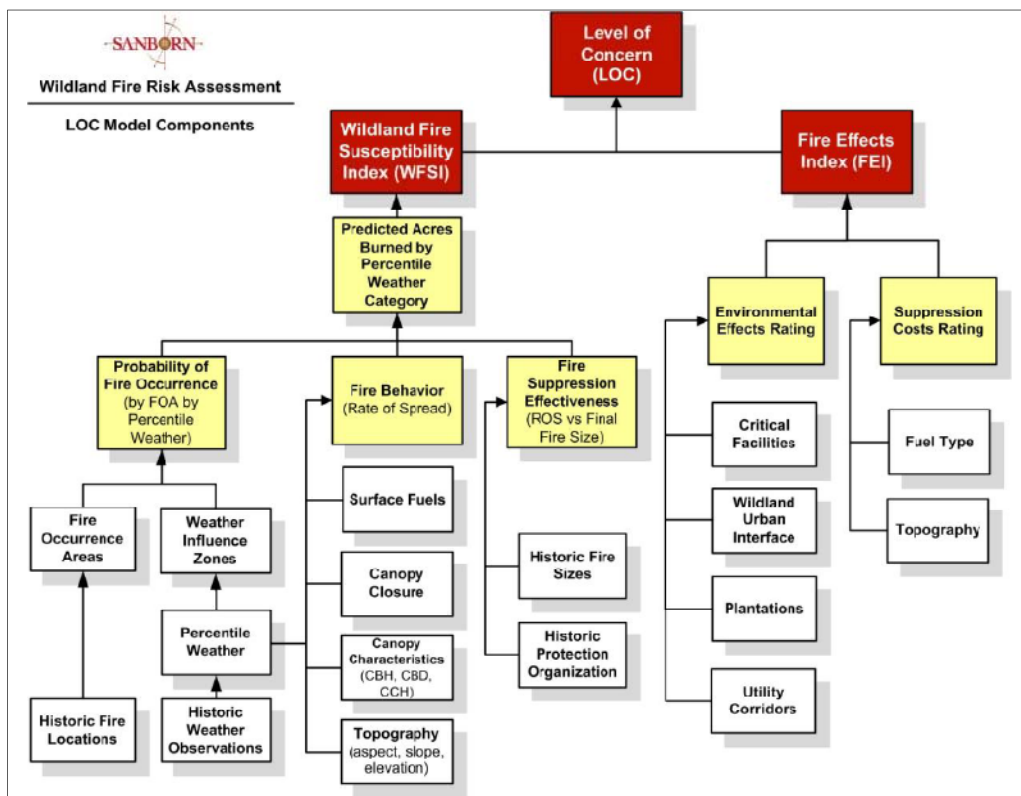 SANBORN
Wildland Fire Risk Assessment
LOC Model Components
Level of
Concern
(LOC)
Wildland Fire
Susceptibility
Index (WFSI)
Fire Effects
Index (FEI)
Predicted Acres
Burned by
Percentile
Weather
Category
Environmental
Effects Rating
Suppression
Costs Rating
Probability of
Fire Occurrence
(by FOA by
Percentile
Weather)
Fire Behavior
(Rate of Spread)
Fire
Suppression
Effectiveness
(ROS vs Final
Fire Size)
Critical
Facilities
Fuel Type
Surface Fuels
Fire
Occurrence
Areas
Weather
Influence
Zones
Wildland
Urban
Interface
Topography
Historic Fire
Sizes
Canopy
Closure
Plantations
Percentile
Weather
Canopy
Characteristics
(CBH, CBD,
CCH)
Historic
Protection
Organization
Utility
Corridors
Historic Fire
Locations
Historic
Weather
Observations
Topography
(aspect, slope,
elevation)